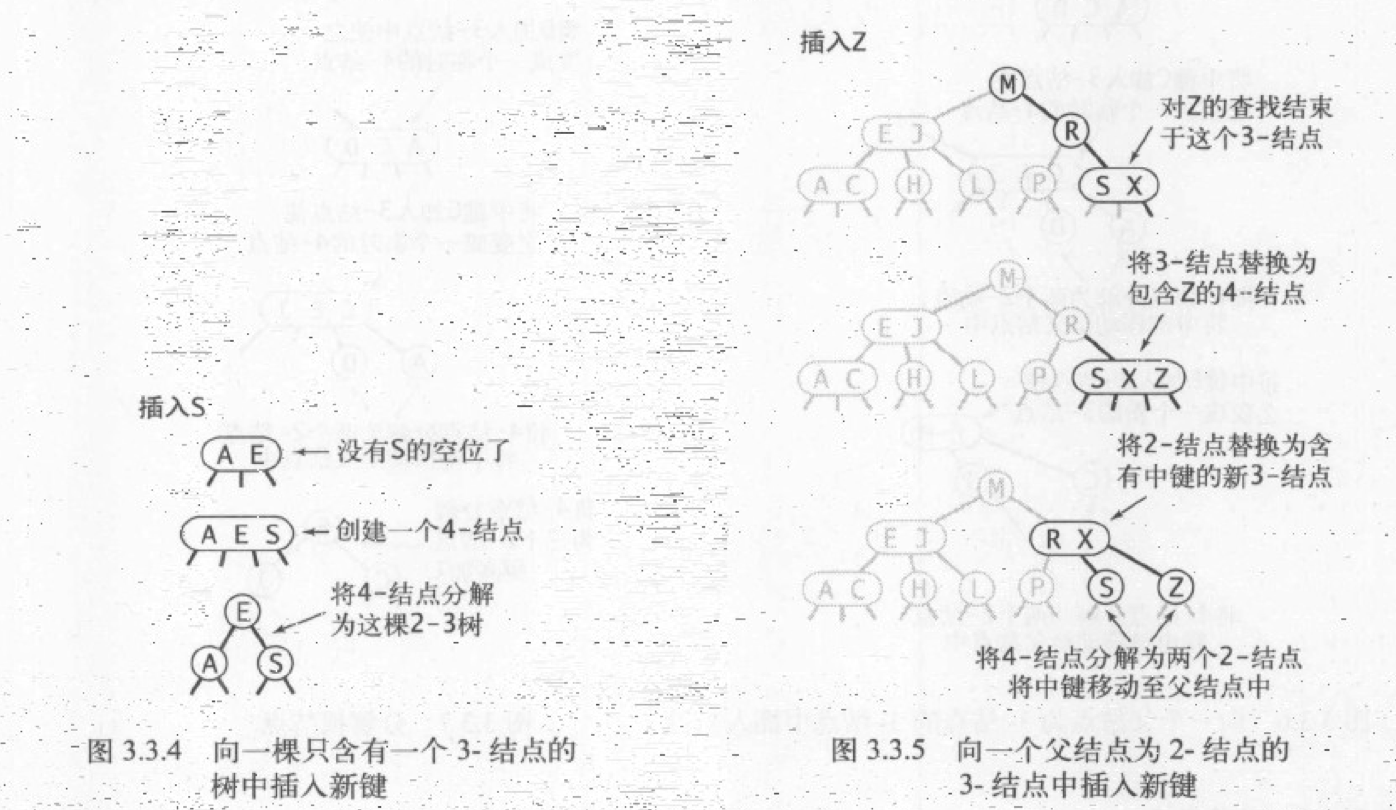 插入S
A E
没有S的空位了
A E S
创建一个4-结点
E
将4-结点分解
为这棵2-3树
A S
图 3.3.4 向一棵只含有一个 3- 结点的
树中插入新键
插入Z
M
对Z的查找结束
于这个3-结点
E J
R
A C H L P S X
将3-结点替换为
包含Z的4-结点
M
E J
R
A C H L P S X Z
将2-结点替换为含
有中键的新3-结点
M
E J
R X
A C H L P S Z
将4-结点分解为两个2-结点
将中键移动至父结点中
图 3.3.5 向一个父结点为 2- 结点的
3- 结点中插入新键